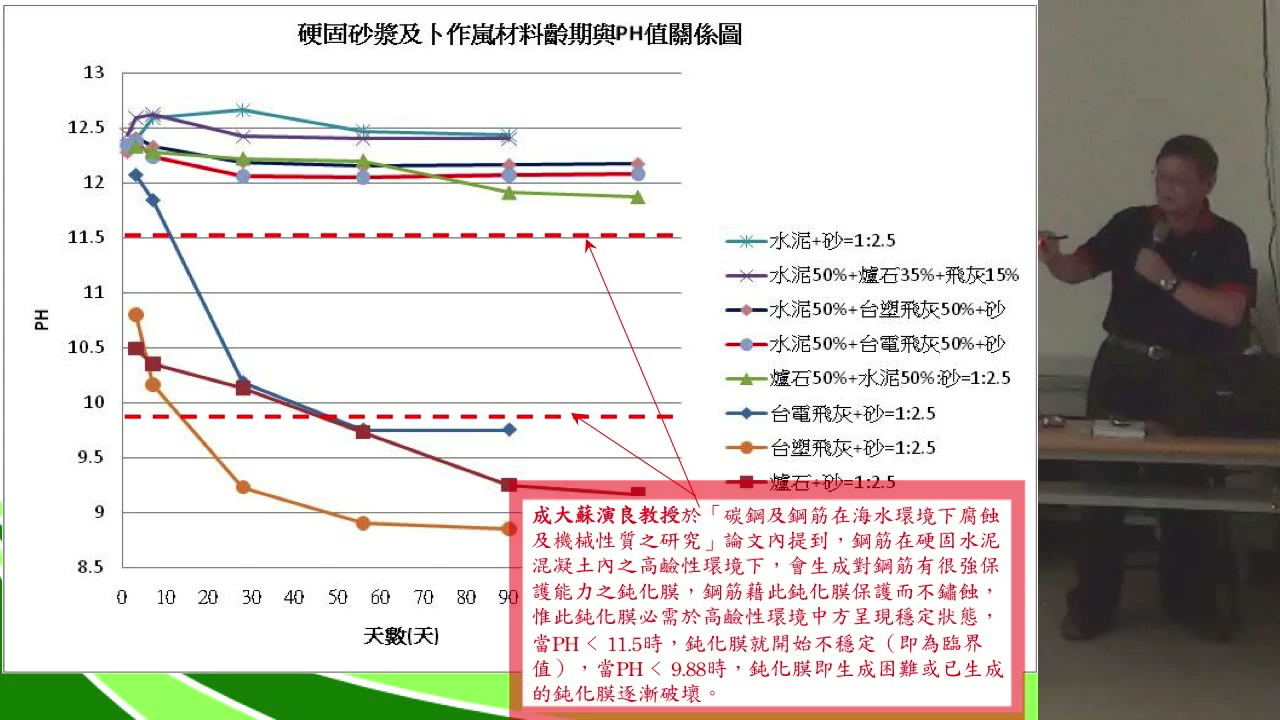 硬固砂漿及卜作嵐材料齡期與PH值關係圖
13
12.5
12
11.5
11
10.5
10
9.5
9
8.5
PH
0 10 20 30 40 50 60 70 80 90
天數(天)
水泥+砂=1:2.5
水泥50%+爐石35%+飛灰15%
水泥50%+台塑飛灰50%+砂
水泥50%+台電飛灰50%+砂
爐石50%+水泥50%:砂=1:2.5
台電飛灰+砂=1:2.5
台塑飛灰+砂=1:2.5
爐石+砂=1:2.5
成大蘇演良教授於「碳鋼及鋼筋在海水環境下腐蝕
及機械性質之研究」論文內提到，鋼筋在硬固水泥
混凝土內之高鹼性環境下，會生成對鋼筋有很強保
護能力之鈍化膜，鋼筋藉此鈍化膜保護而不鏽蝕，
惟此鈍化膜必需於高鹼性環境中方呈現穩定狀態，
當PH < 11.5時，鈍化膜就開始不穩定（即為臨界
值），當PH < 9.88時，鈍化膜即生成困難或已生成
的鈍化膜逐漸破壞。